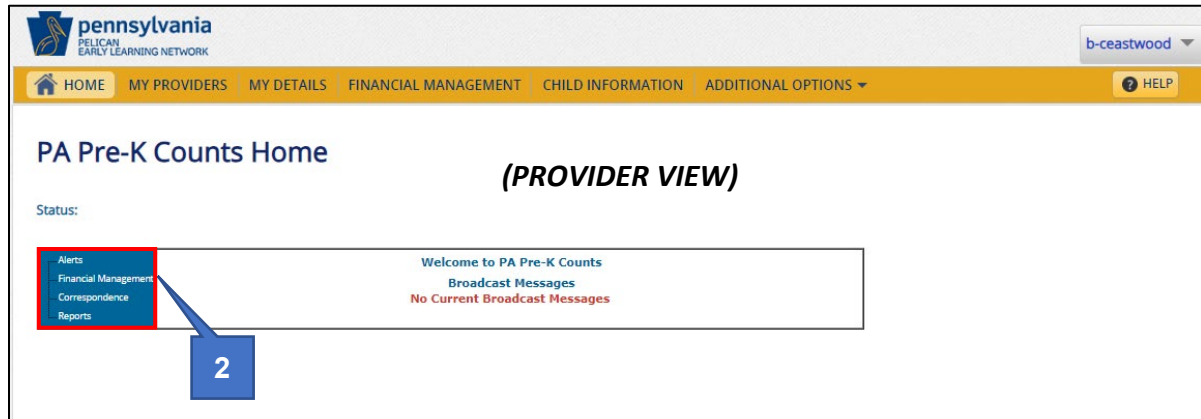 pennsylvania
PELICAN
EARLY LEARNING NETWORK
b-ceastwood
HOME MY PROVIDERS MY DETAILS FINANCIAL MANAGEMENT CHILD INFORMATION ADDITIONAL OPTIONS ? HELP
PA Pre-K Counts Home
(PROVIDER VIEW)
Status:
Alerts
Financial Management
Correspondence
Reports
Welcome to PA Pre-K Counts
Broadcast Messages
No Current Broadcast Messages
2